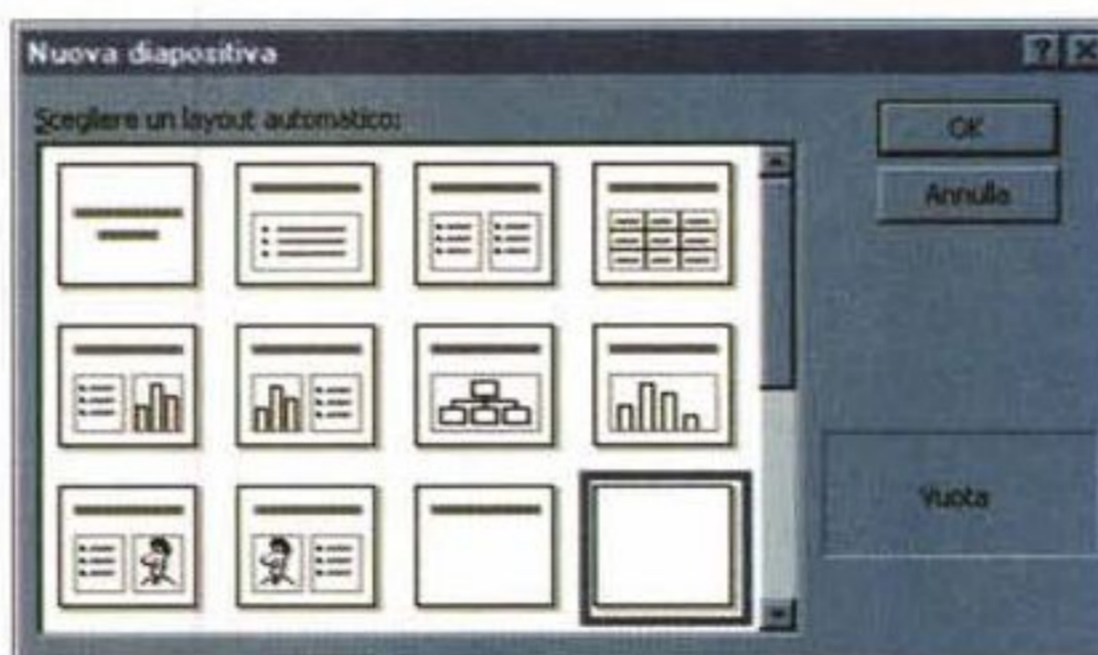 Nuova diapositiva
Scegliere un layout automatico:
OK
Annulla
Vuota